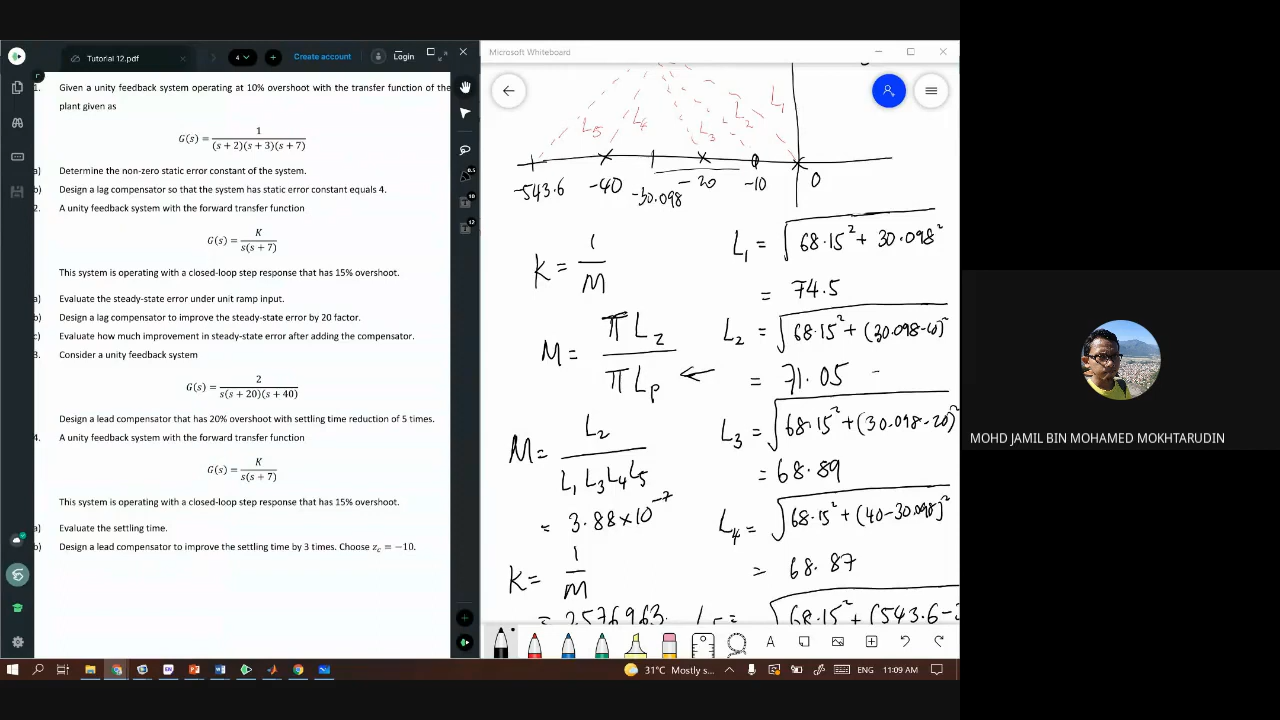 Tutorial 12.pdf
4
Create account
Login
1. Given a unity feedback system operating at 10% overshoot with the transfer function of the
plant given as
G(s) = 1 / (s + 2)(s + 3)(s + 7)
a) Determine the non-zero static error constant of the system.
b) Design a lag compensator so that the system has static error constant equals 4.
2. A unity feedback system with the forward transfer function
G(s) = K / s(s + 7)
This system is operating with a closed-loop step response that has 15% overshoot.
a) Evaluate the steady-state error under unit ramp input.
b) Design a lag compensator to improve the steady-state error by 20 factor.
c) Evaluate how much improvement in steady-state error after adding the compensator.
3. Consider a unity feedback system
G(s) = 2 / s(s + 20)(s + 40)
Design a lead compensator that has 20% overshoot with settling time reduction of 5 times.
4. A unity feedback system with the forward transfer function
G(s) = K / s(s + 7)
This system is operating with a closed-loop step response that has 15% overshoot.
a) Evaluate the settling time.
b) Design a lead compensator to improve the settling time by 3 times. Choose z_c = −10.
Microsoft Whiteboard
L5 L4 L3 L2 L1
-543.6 -40 -30.098 -20 -10 0
K = 1/M
M = πLz / πLp ←
M = L2 / L1 L3 L4 L5
= 3.88 × 10^-7
K = 1/M
= 2576963.
L1 = √(68.15² + 30.098²)
= 74.5
L2 = √(68.15² + (30.098-10)²
= 71.05
L3 = √(68.15² + (30.098-20)²
= 68.89
L4 = √(68.15² + (40-30.098)²
= 68.87
= √(68.15² + (543.6-3
MOHD JAMIL BIN MOHAMED MOKHTARUDIN
31°C Mostly s...
ENG
11:09 AM